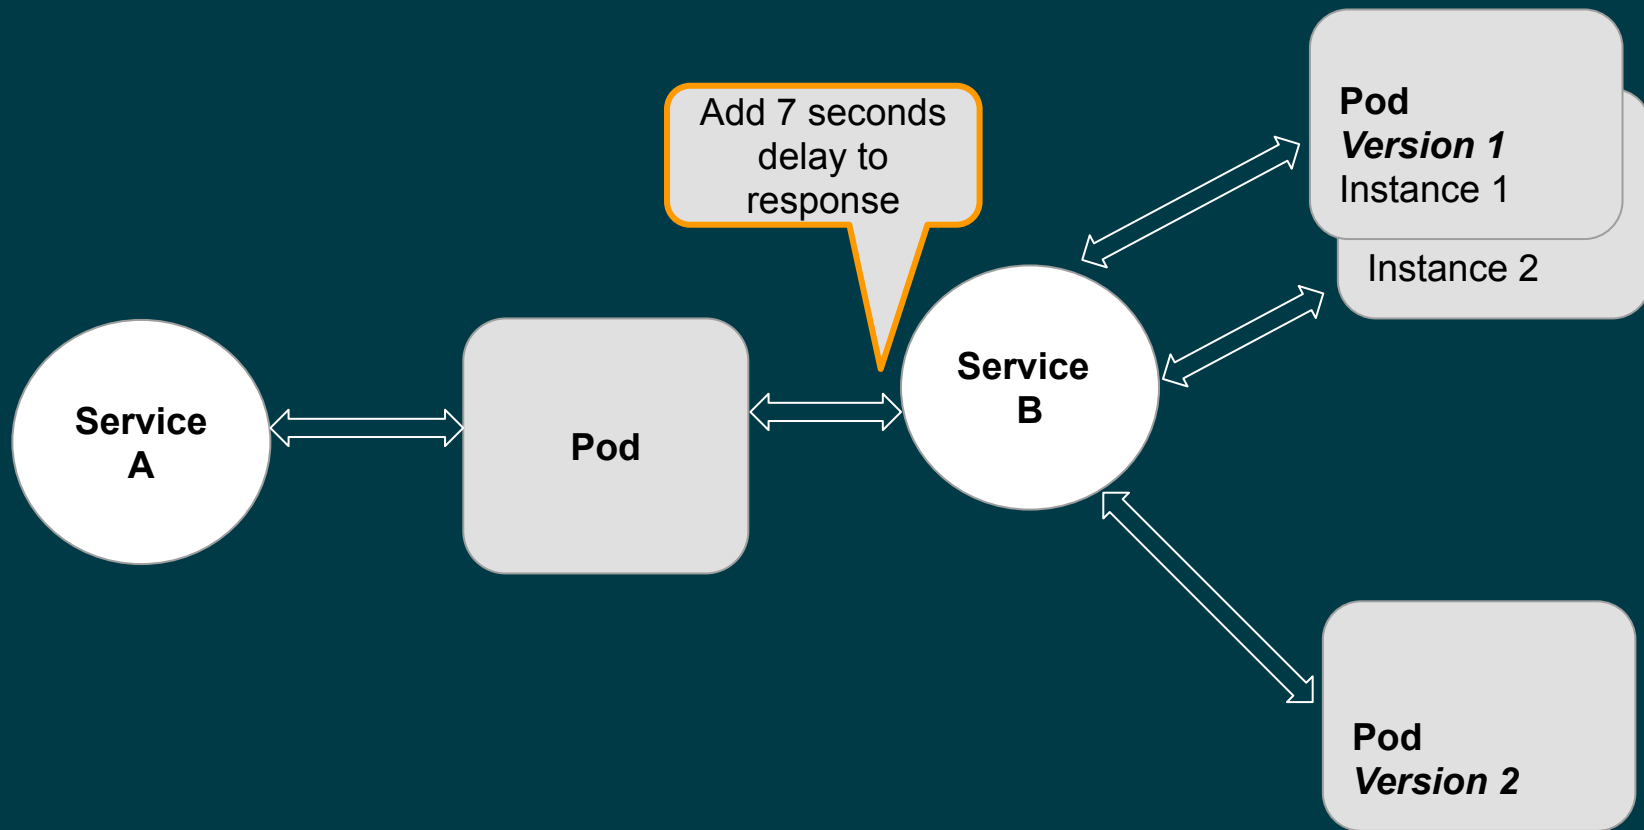 Add 7 seconds
delay to
response
Pod
Version 1
Instance 1
Instance 2
Service
A
Pod
Service
B
Pod
Version 2